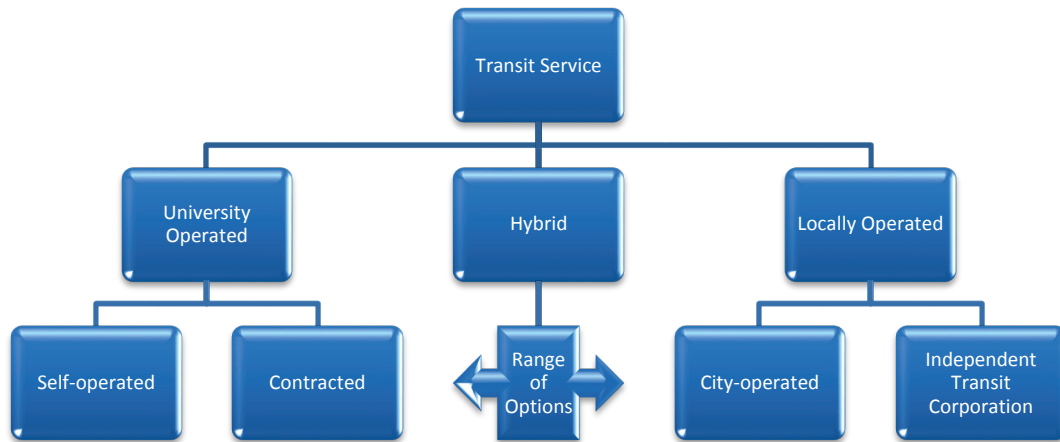 Transit Service
University
Operated
Hybrid
Locally Operated
Self-operated
Contracted
Range
of
Options
City-operated
Independent
Transit
Corporation